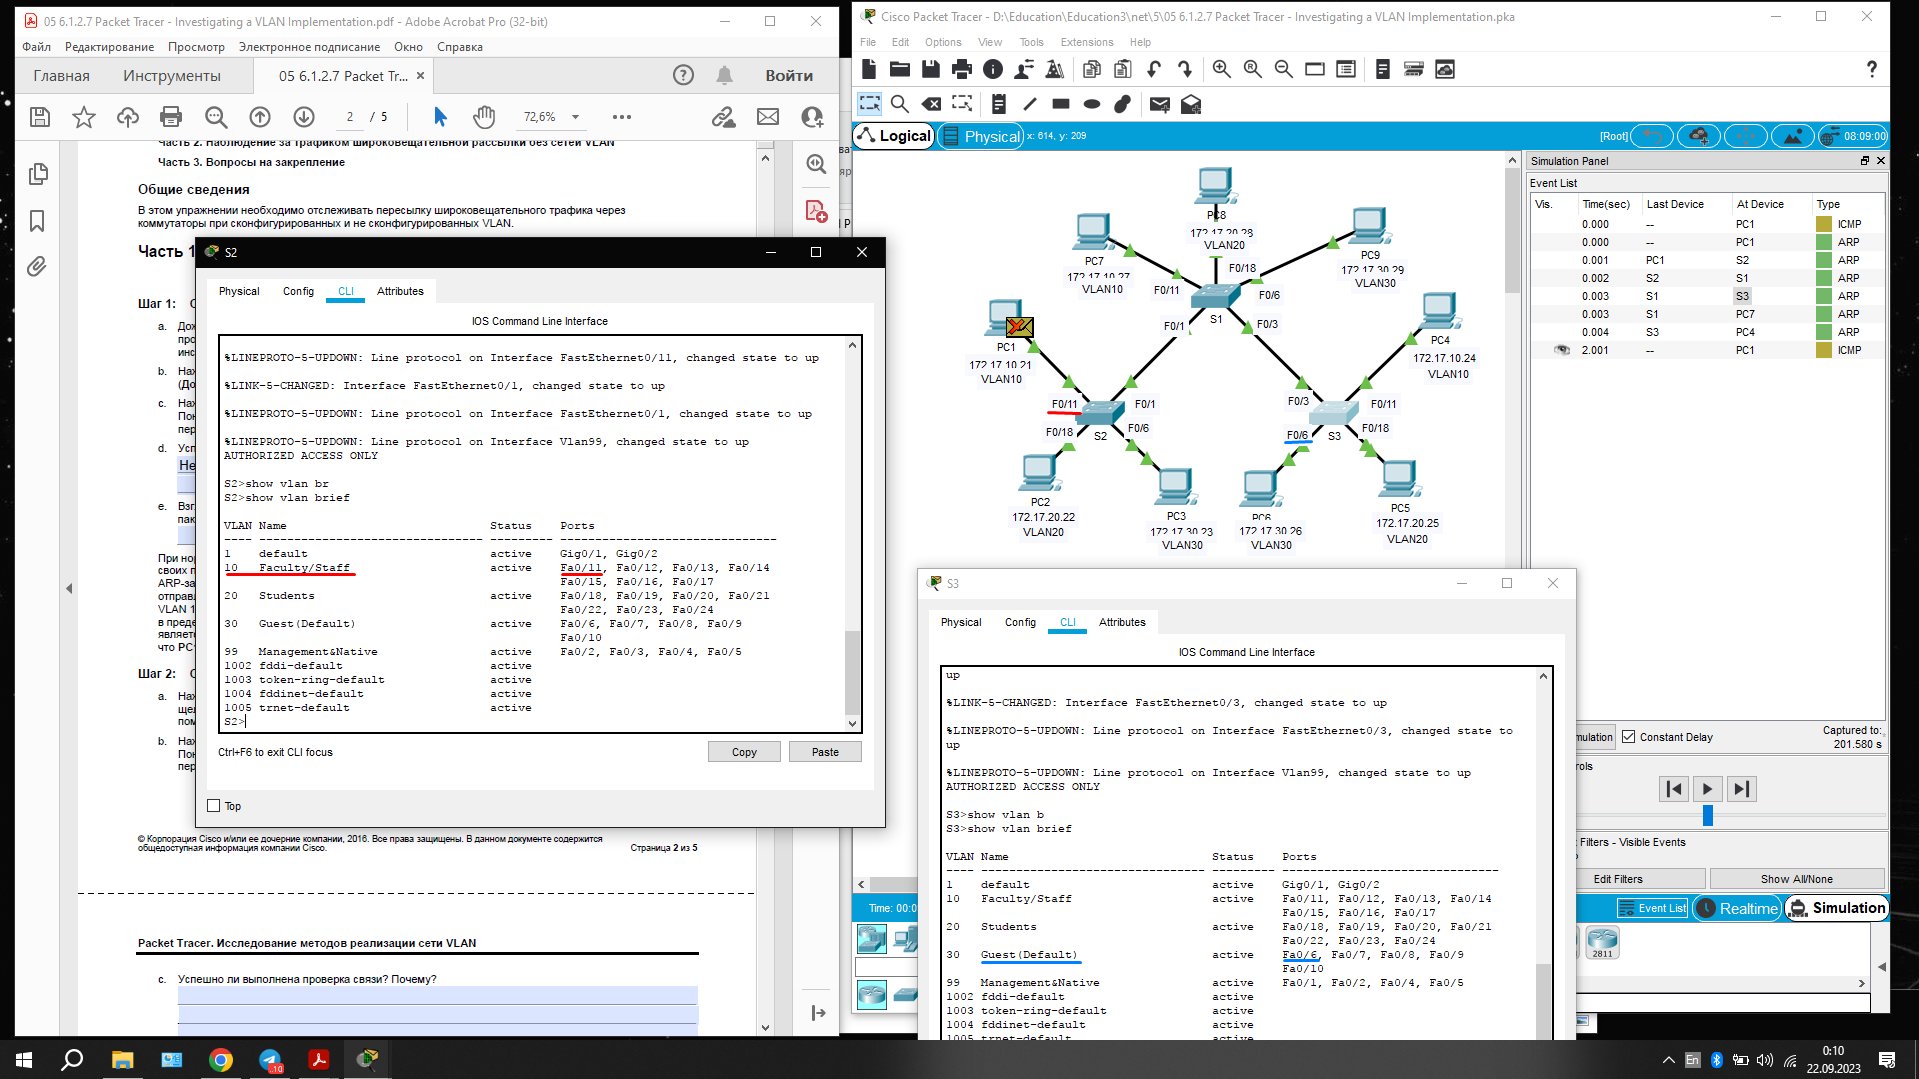 05 6.1.2.7 Packet Tracer - Investigating a VLAN Implementation.pdf - Adobe Acrobat Pro (32-bit)
Файл Редактирование Просмотр Электронное подписание Окно Справка
Главная Инструменты 05 6.1.2.7 Packet Tr... × Войти
2 / 5 72,6%
Часть 2. Наблюдение за трафиком широковещательной рассылки без сетей VLAN
Часть 3. Вопросы на закрепление
Общие сведения
В этом упражнении необходимо отслеживать пересылку широковещательного трафика через
коммутаторы при сконфигурированных и не сконфигурированных VLAN.
Часть 1
Шаг 1:
a.
b.
c.
d.
Не
e.
При нор
своих п
ARP-за
отправл
VLAN 1
в преде
являетс
что PC
Шаг 2:
a.
b.
© Корпорация Cisco и/или ее дочерние компании, 2016. Все права защищены. В данном документе содержится
общедоступная информация компании Cisco.
Страница 2 из 5
Packet Tracer. Исследование методов реализации сети VLAN
c. Успешно ли выполнена проверка связи? Почему?
S2
Physical Config CLI Attributes
IOS Command Line Interface
%LINEPROTO-5-UPDOWN: Line protocol on Interface FastEthernet0/11, changed state to up
%LINK-5-CHANGED: Interface FastEthernet0/1, changed state to up
%LINEPROTO-5-UPDOWN: Line protocol on Interface FastEthernet0/1, changed state to up
%LINEPROTO-5-UPDOWN: Line protocol on Interface Vlan99, changed state to up
AUTHORIZED ACCESS ONLY
S2>show vlan br
S2>show vlan brief
VLAN Name Status Ports
---- -------------------------------- --------- -------------------------------
1 default active Gig0/1, Gig0/2
10 Faculty/Staff active Fa0/11, Fa0/12, Fa0/13, Fa0/14
Fa0/15, Fa0/16, Fa0/17
20 Students active Fa0/18, Fa0/19, Fa0/20, Fa0/21
Fa0/22, Fa0/23, Fa0/24
30 Guest(Default) active Fa0/6, Fa0/7, Fa0/8, Fa0/9
Fa0/10
99 Management&Native active Fa0/2, Fa0/3, Fa0/4, Fa0/5
1002 fddi-default active
1003 token-ring-default active
1004 fddinet-default active
1005 trnet-default active
S2>
Ctrl+F6 to exit CLI focus
Copy Paste
Top
Cisco Packet Tracer - D:\Education\Education3\net\5\05 6.1.2.7 Packet Tracer - Investigating a VLAN Implementation.pka
File Edit Options View Tools Extensions Help
?
Logical Physical x: 614, y: 209
[Root] 08:09:00
PC8
172.17.20.28
VLAN20
PC7
172.17.10.27
VLAN10
PC9
172.17.30.29
VLAN30
F0/18
F0/11
F0/6
S1
F0/1
F0/3
PC1
172.17.10.21
VLAN10
PC4
172.17.10.24
VLAN10
F0/11
F0/1
F0/18
S2
F0/6
F0/3
F0/11
F0/6
S3
F0/18
PC2
172.17.20.22
VLAN20
PC3
172.17.30.23
VLAN30
PC6
172.17.30.26
VLAN30
PC5
172.17.20.25
VLAN20
Simulation Panel
Event List
Vis. Time(sec) Last Device At Device Type
0.000 -- PC1 ICMP
0.000 -- PC1 ARP
0.001 PC1 S2 ARP
0.002 S2 S1 ARP
0.003 S1 S3 ARP
0.003 S1 PC7 ARP
0.004 S3 PC4 ARP
2.001 -- PC1 ICMP
mulation Constant Delay Captured to:
201.580 s
rols
Filters - Visible Events
Edit Filters Show All/None
Event List Realtime Simulation
2811
Time: 00:0
S3
Physical Config CLI Attributes
IOS Command Line Interface
up
%LINK-5-CHANGED: Interface FastEthernet0/3, changed state to up
%LINEPROTO-5-UPDOWN: Line protocol on Interface FastEthernet0/3, changed state to
up
%LINEPROTO-5-UPDOWN: Line protocol on Interface Vlan99, changed state to up
AUTHORIZED ACCESS ONLY
S3>show vlan b
S3>show vlan brief
VLAN Name Status Ports
---- -------------------------------- --------- -------------------------------
1 default active Gig0/1, Gig0/2
10 Faculty/Staff active Fa0/11, Fa0/12, Fa0/13, Fa0/14
Fa0/15, Fa0/16, Fa0/17
20 Students active Fa0/18, Fa0/19, Fa0/20, Fa0/21
Fa0/22, Fa0/23, Fa0/24
30 Guest(Default) active Fa0/6, Fa0/7, Fa0/8, Fa0/9
Fa0/10
99 Management&Native active Fa0/1, Fa0/2, Fa0/4, Fa0/5
1002 fddi-default active
1003 token-ring-default active
1004 fddinet-default active
1005 trnet-default active
En
0:10
22.09.2023